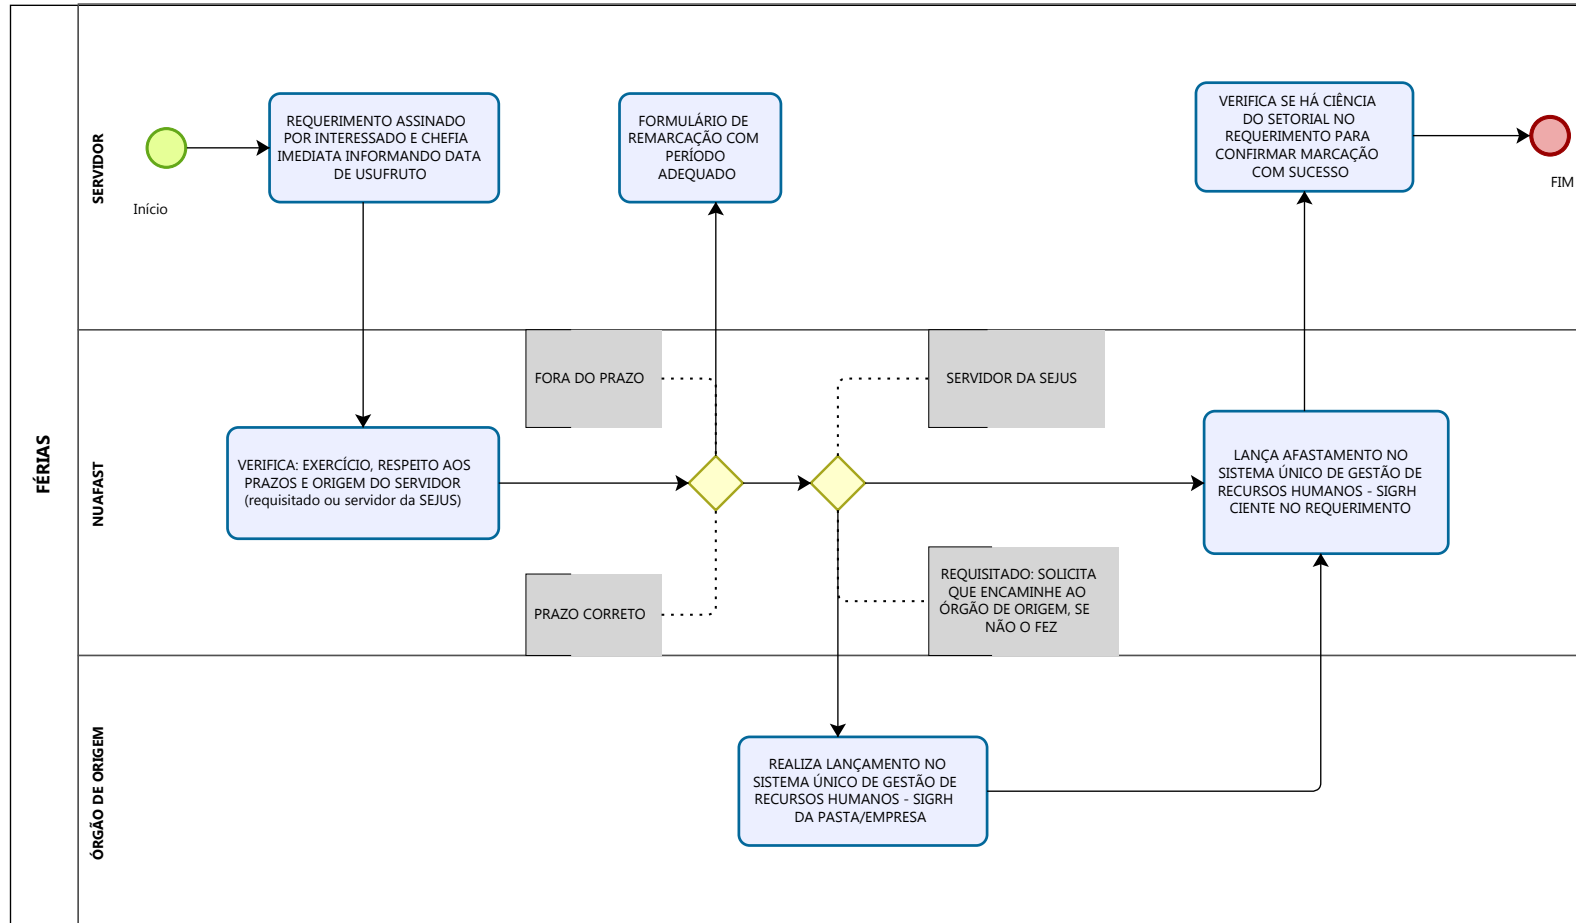 FÉRIAS
SERVIDOR
Início
REQUERIMENTO ASSINADO
POR INTERESSADO E CHEFIA
IMEDIATA INFORMANDO DATA
DE USUFRUTO
FORMULÁRIO DE
REMARCAÇÃO COM
PERÍODO
ADEQUADO
VERIFICA SE HÁ CIÊNCIA
DO SETORIAL NO
REQUERIMENTO PARA
CONFIRMAR MARCAÇÃO
COM SUCESSO
FIM
NUAFAST
VERIFICA: EXERCÍCIO, RESPEITO AOS
PRAZOS E ORIGEM DO SERVIDOR
(requisitado ou servidor da SEJUS)
FORA DO PRAZO
PRAZO CORRETO
SERVIDOR DA SEJUS
REQUISITADO: SOLICITA
QUE ENCAMINHE AO
ÓRGÃO DE ORIGEM, SE
NÃO O FEZ
LANÇA AFASTAMENTO NO
SISTEMA ÚNICO DE GESTÃO DE
RECURSOS HUMANOS - SIGRH
CIENTE NO REQUERIMENTO
ÓRGÃO DE ORIGEM
REALIZA LANÇAMENTO NO
SISTEMA ÚNICO DE GESTÃO DE
RECURSOS HUMANOS - SIGRH
DA PASTA/EMPRESA